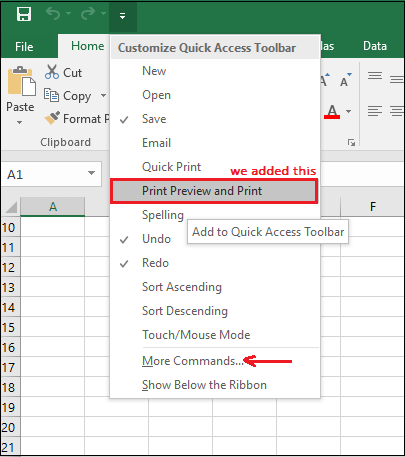 File Home las
Customize Quick Access Toolbar
Cut
Copy
Format P
Paste
Clipboard
A
New
Open
Save
Email
Quick Print
we added this
Print Preview and Print
Spelling
Add to Quick Access Toolbar
Undo
Redo
Sort Ascending
Sort Descending
Touch/Mouse Mode
More Commands...
Show Below the Ribbon
A1
A F
10
11
12
13
14
15
16
17
18
19
20
21